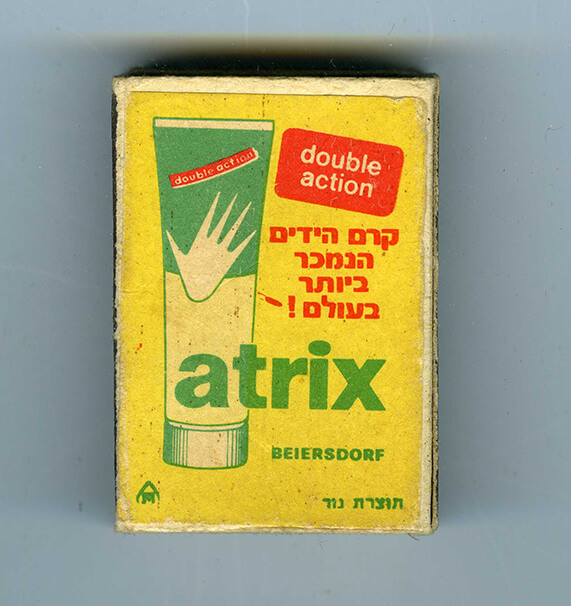 double action
double
action
קרם הידים
הנמכר
ביותר
בעולם!
atrix
BEIERSDORF
תוצרת נור